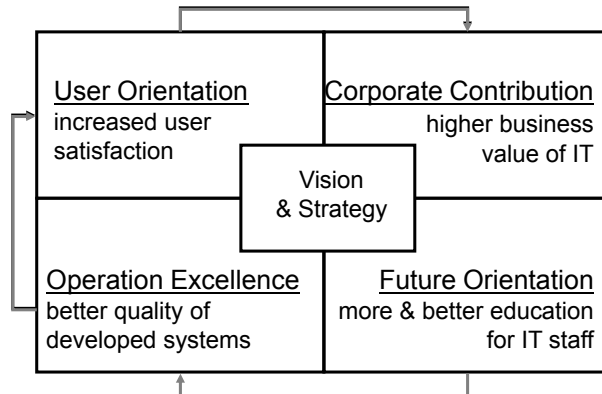 User Orientation
increased user
satisfaction
Corporate Contribution
higher business
value of IT
Vision
& Strategy
Operation Excellence
better quality of
developed systems
Future Orientation
more & better education
for IT staff